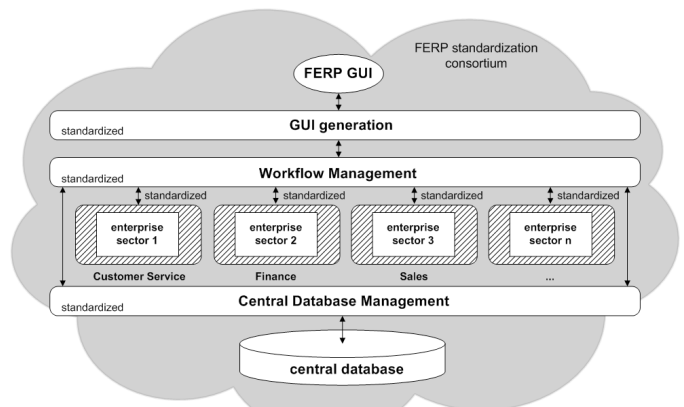 FERP standardization
consortium
FERP GUI
GUI generation
standardized
Workflow Management
standardized
standardized standardized standardized standardized
enterprise
sector 1
enterprise
sector 2
enterprise
sector 3
enterprise
sector n
Customer Service Finance Sales ...
Central Database Management
standardized
central database